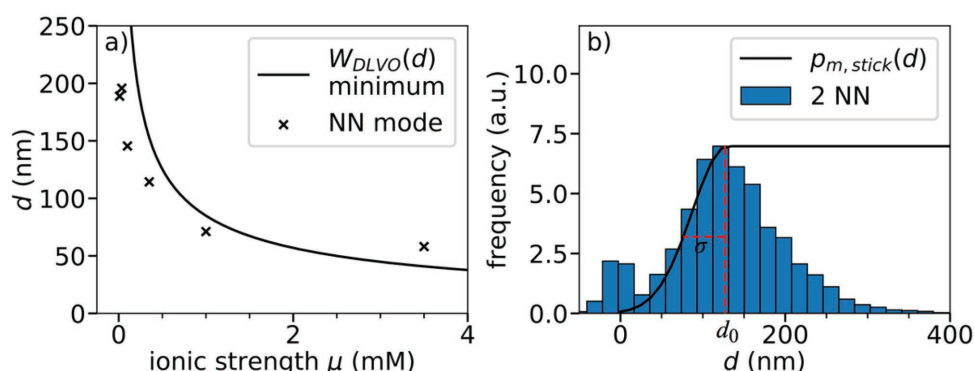 a)
W_DLVO(d)
minimum
NN mode
250
200
150
100
50
0
d (nm)
0
2
4
ionic strength μ (mM)
b)
p_m,stick(d)
2 NN
10.0
7.5
5.0
2.5
0.0
frequency (a.u.)
σ
0
d₀
200
400
d (nm)